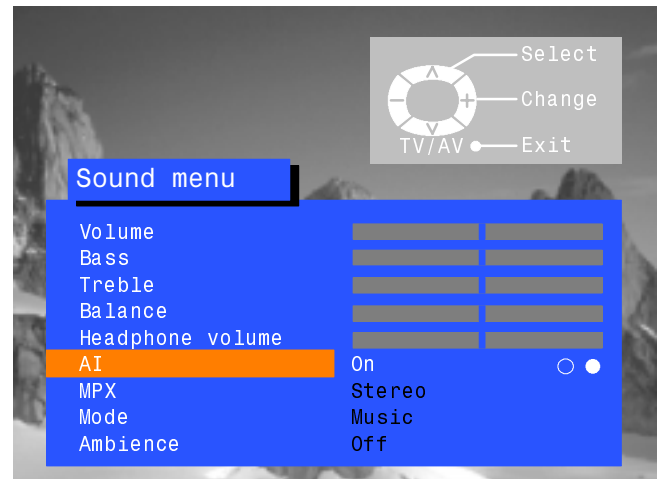 Select
Change
TV/AV Exit
Sound menu
Volume
Bass
Treble
Balance
Headphone volume
AI On
MPX Stereo
Mode Music
Ambience Off